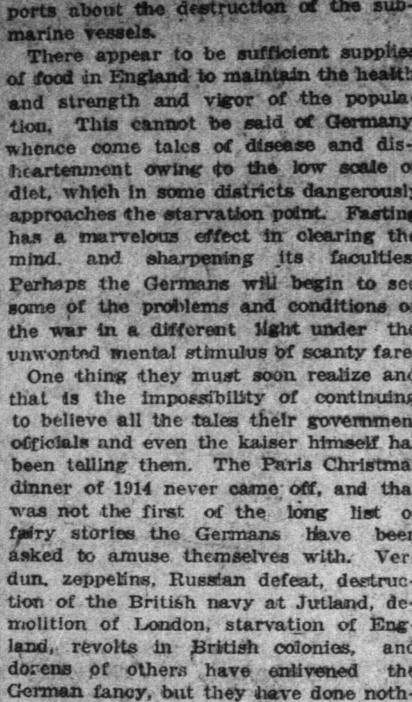 ports about the destruction of the sub-
marine vessels.
There appear to be sufficient supplies
of food in England to maintain the health
and strength and vigor of the popula-
tion. This cannot be said of Germany
whence come tales of disease and dis-
heartenment owing to the low scale o
diet, which in some districts dangerousl
approaches the starvation point. Fasting
has a marvelous effect in clearing the
mind. and sharpening its faculties
Perhaps the Germans will begin to see
some of the problems and conditions o
the war in a different light under the
unwonted mental stimulus of scanty fare
One thing they must soon realize and
that is the impossibility of continuing
to believe all the tales their governmen
officials and even the kaiser himself ha
been telling them. The Paris Christma
dinner of 1914 never came off, and tha
was not the first of the long list o
fairy stories the Germans have been
asked to amuse themselves with. Ver
dun, zeppelins, Russian defeat, destruc-
tion of the British navy at Jutland, de-
molition of London, starvation of Eng-
land, revolts in British colonies, and
dozens of others have enlivened the
German fancy, but they have done noth-